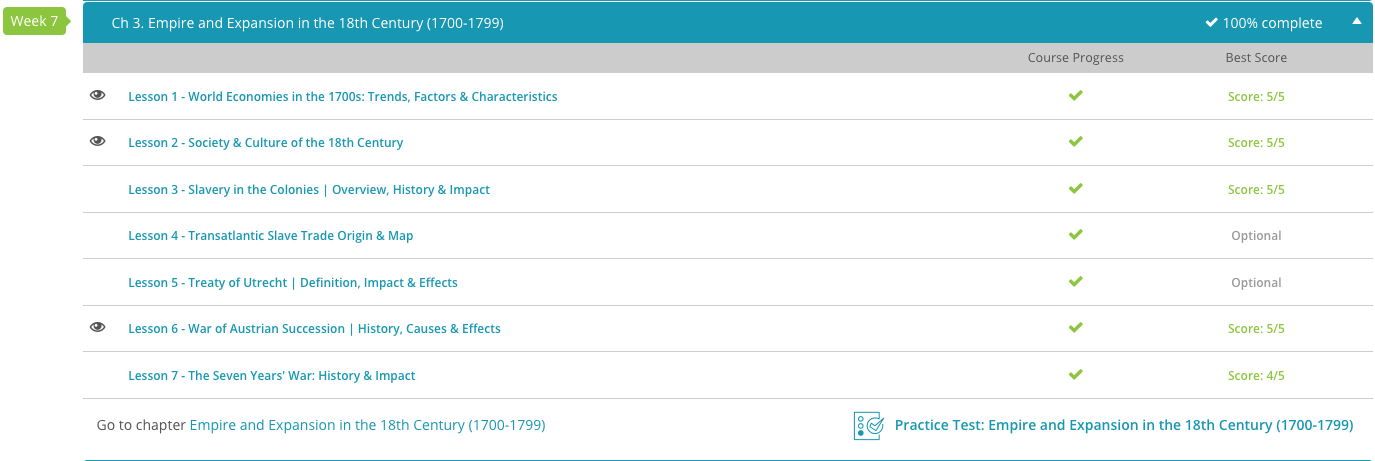 Week 7
Ch 3. Empire and Expansion in the 18th Century (1700-1799) 100% complete
Course Progress Best Score
Lesson 1 - World Economies in the 1700s: Trends, Factors & Characteristics Score: 5/5
Lesson 2 - Society & Culture of the 18th Century Score: 5/5
Lesson 3 - Slavery in the Colonies | Overview, History & Impact Score: 5/5
Lesson 4 - Transatlantic Slave Trade Origin & Map Optional
Lesson 5 - Treaty of Utrecht | Definition, Impact & Effects Optional
Lesson 6 - War of Austrian Succession | History, Causes & Effects Score: 5/5
Lesson 7 - The Seven Years' War: History & Impact Score: 4/5
Go to chapter Empire and Expansion in the 18th Century (1700-1799) Practice Test: Empire and Expansion in the 18th Century (1700-1799)